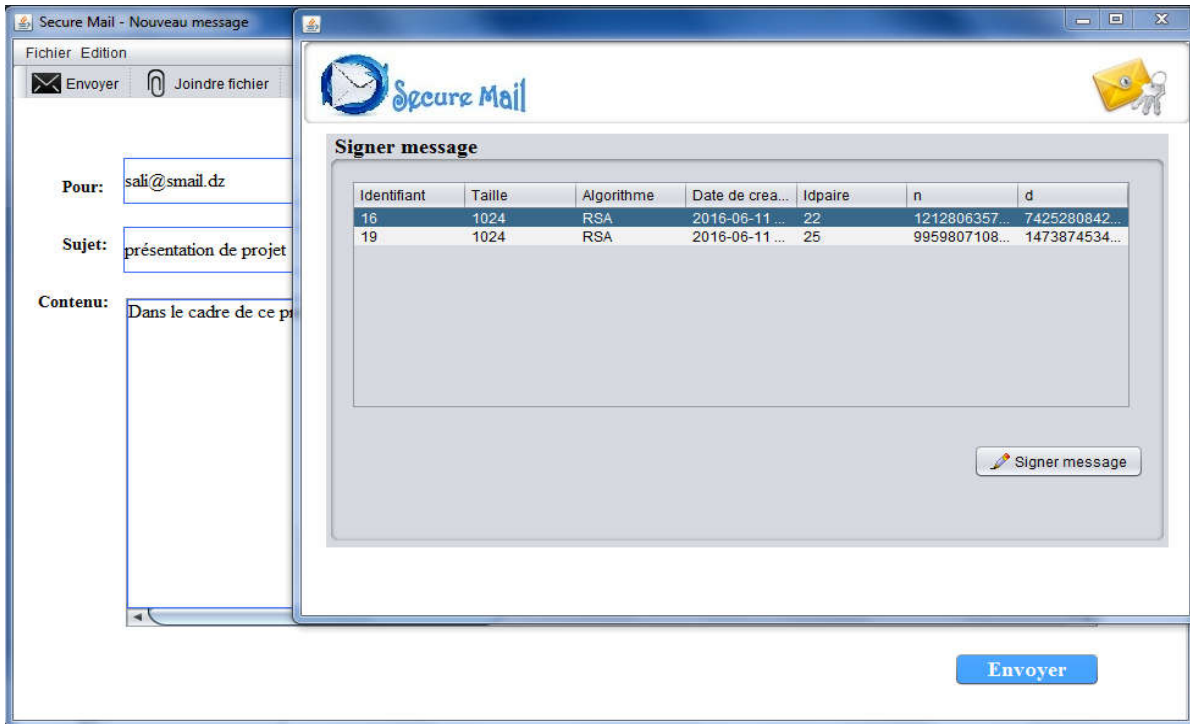 Secure Mail - Nouveau message
Fichier Edition
Envoyer Joindre fichier
Pour: sali@smail.dz
Sujet: présentation de projet
Contenu: Dans le cadre de ce
Envoyer
Secure Mail
Signer message
Identifiant Taille Algorithme Date de crea... Idpaire n d
16 1024 RSA 2016-06-11 ... 22 1212806357... 7425280842...
19 1024 RSA 2016-06-11 ... 25 9959807108... 1473874534...
Signer message